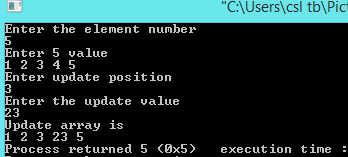 "C:\Users\csl tb\Pict
Enter the element number
5
Enter 5 value
1 2 3 4 5
Enter update position
3
Enter the update value
23
Update array is
1 2 3 23 5
Process returned 5 (0x5)   execution time :